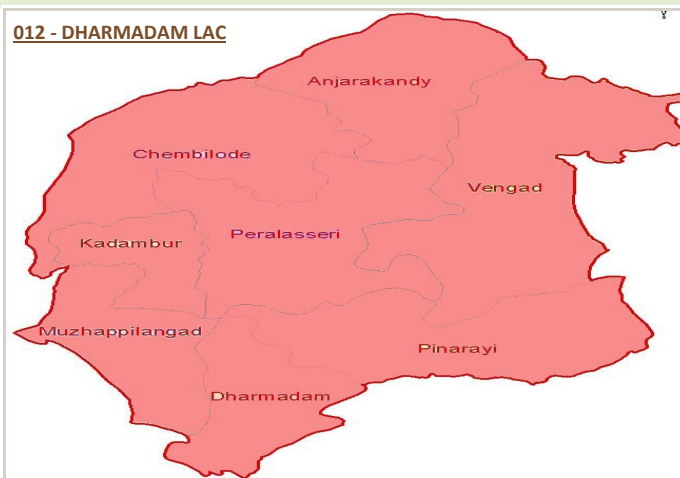 012 - DHARMADAM LAC
Anjarakandy
Chembilode
Vengad
Peralasseri
Kadambur
Muzhappilangad
Pinarayi
Dharmadam